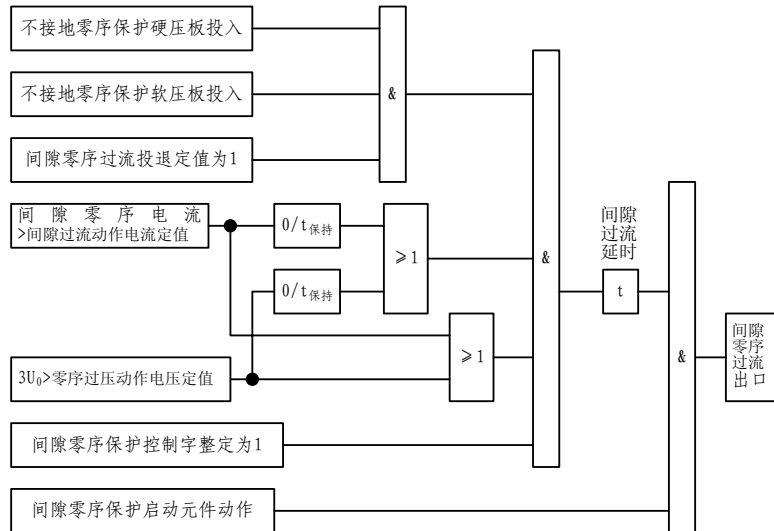 不接地零序保护硬压板投入
不接地零序保护软压板投入
&
间隙零序过流投退定值为1
间 隙 零 序 电 流
>间隙过流动作电流定值
0/t保持
≥1
0/t保持
&
间隙
过流
延时
t
≥1
3U₀>零序过压动作电压定值
&
间隙
零序
过流
出口
间隙零序保护控制字整定为1
间隙零序保护启动元件动作